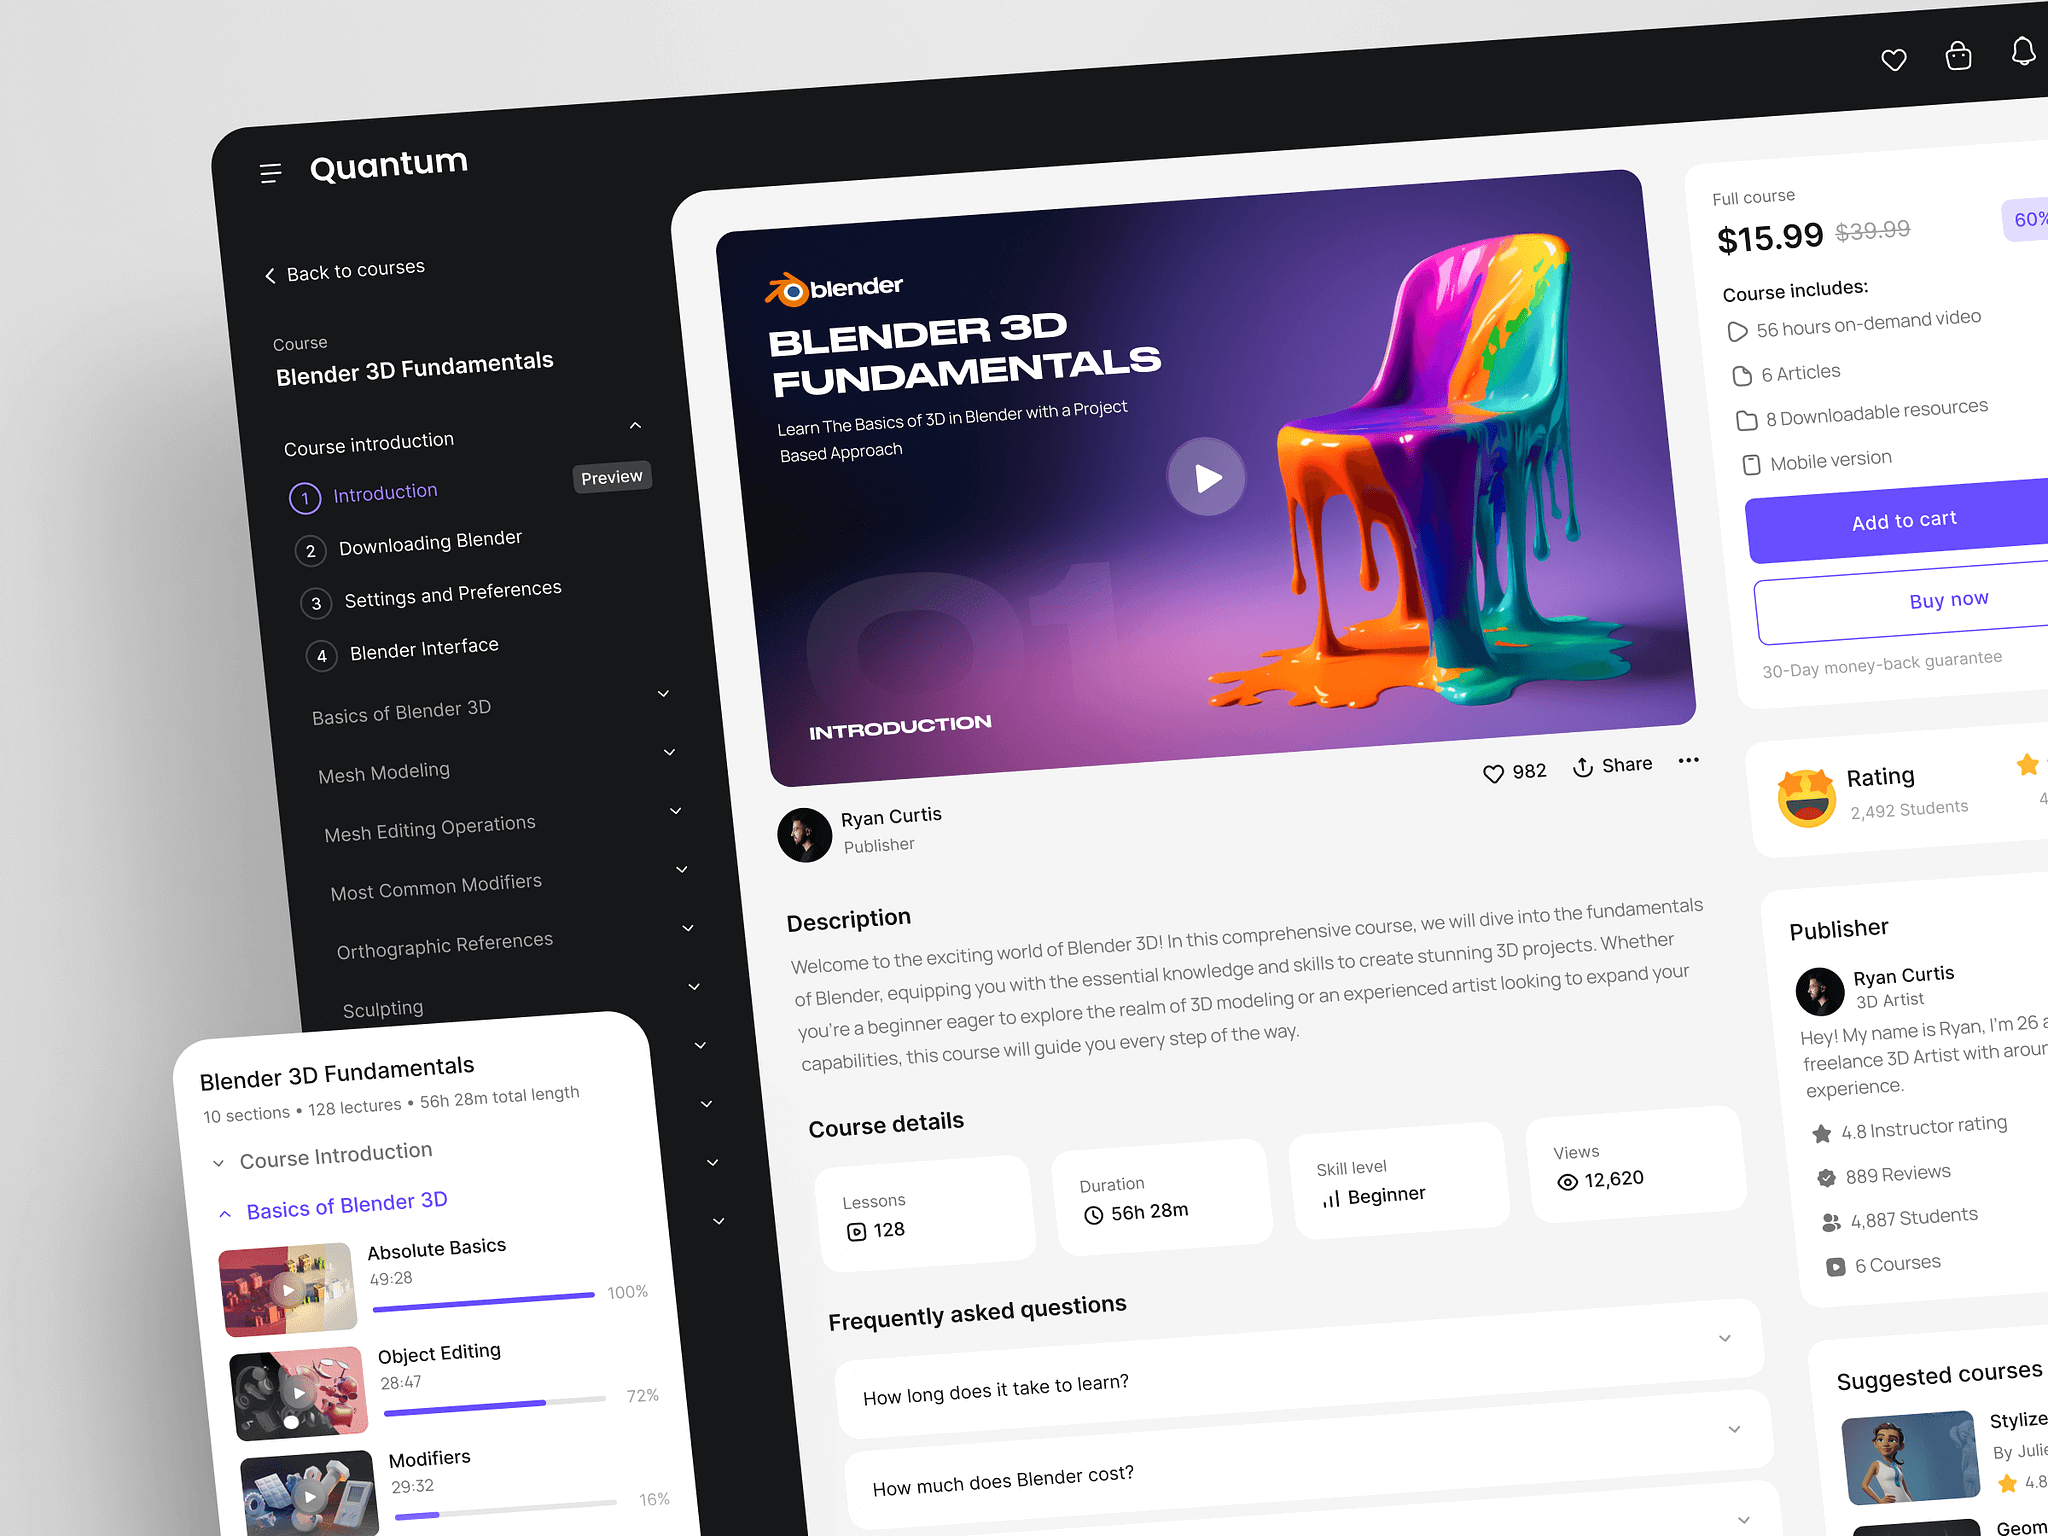 Quantum
Back to courses
Course
Blender 3D Fundamentals
Course introduction
1 Introduction
Preview
2 Downloading Blender
3 Settings and Preferences
4 Blender Interface
Basics of Blender 3D
Mesh Modeling
Mesh Editing Operations
Most Common Modifiers
Orthographic References
Sculpting
Blender 3D Fundamentals
10 sections • 128 lectures • 56h 28m total length
Course Introduction
Basics of Blender 3D
Absolute Basics
49:28
100%
Object Editing
28:47
72%
Modifiers
29:32
16%
blender
BLENDER 3D
FUNDAMENTALS
Learn The Basics of 3D in Blender with a Project
Based Approach
01
INTRODUCTION
982
Share
Ryan Curtis
Publisher
Description
Welcome to the exciting world of Blender 3D! In this comprehensive course, we will dive into the fundamentals
of Blender, equipping you with the essential knowledge and skills to create stunning 3D projects. Whether
you're a beginner eager to explore the realm of 3D modeling or an experienced artist looking to expand your
capabilities, this course will guide you every step of the way.
Course details
Lessons
128
Duration
56h 28m
Skill level
Beginner
Views
12,620
Frequently asked questions
How long does it take to learn?
How much does Blender cost?
Full course
$15.99 $39.99
60%
Course includes:
56 hours on-demand video
6 Articles
8 Downloadable resources
Mobile version
Add to cart
Buy now
30-Day money-back guarantee
Rating
2,492 Students
Publisher
Ryan Curtis
3D Artist
Hey! My name is Ryan, I'm 26 a
freelance 3D Artist with aroun
experience.
4.8 Instructor rating
889 Reviews
4,887 Students
6 Courses
Suggested courses
Stylize
By Julie
4.8
Geom